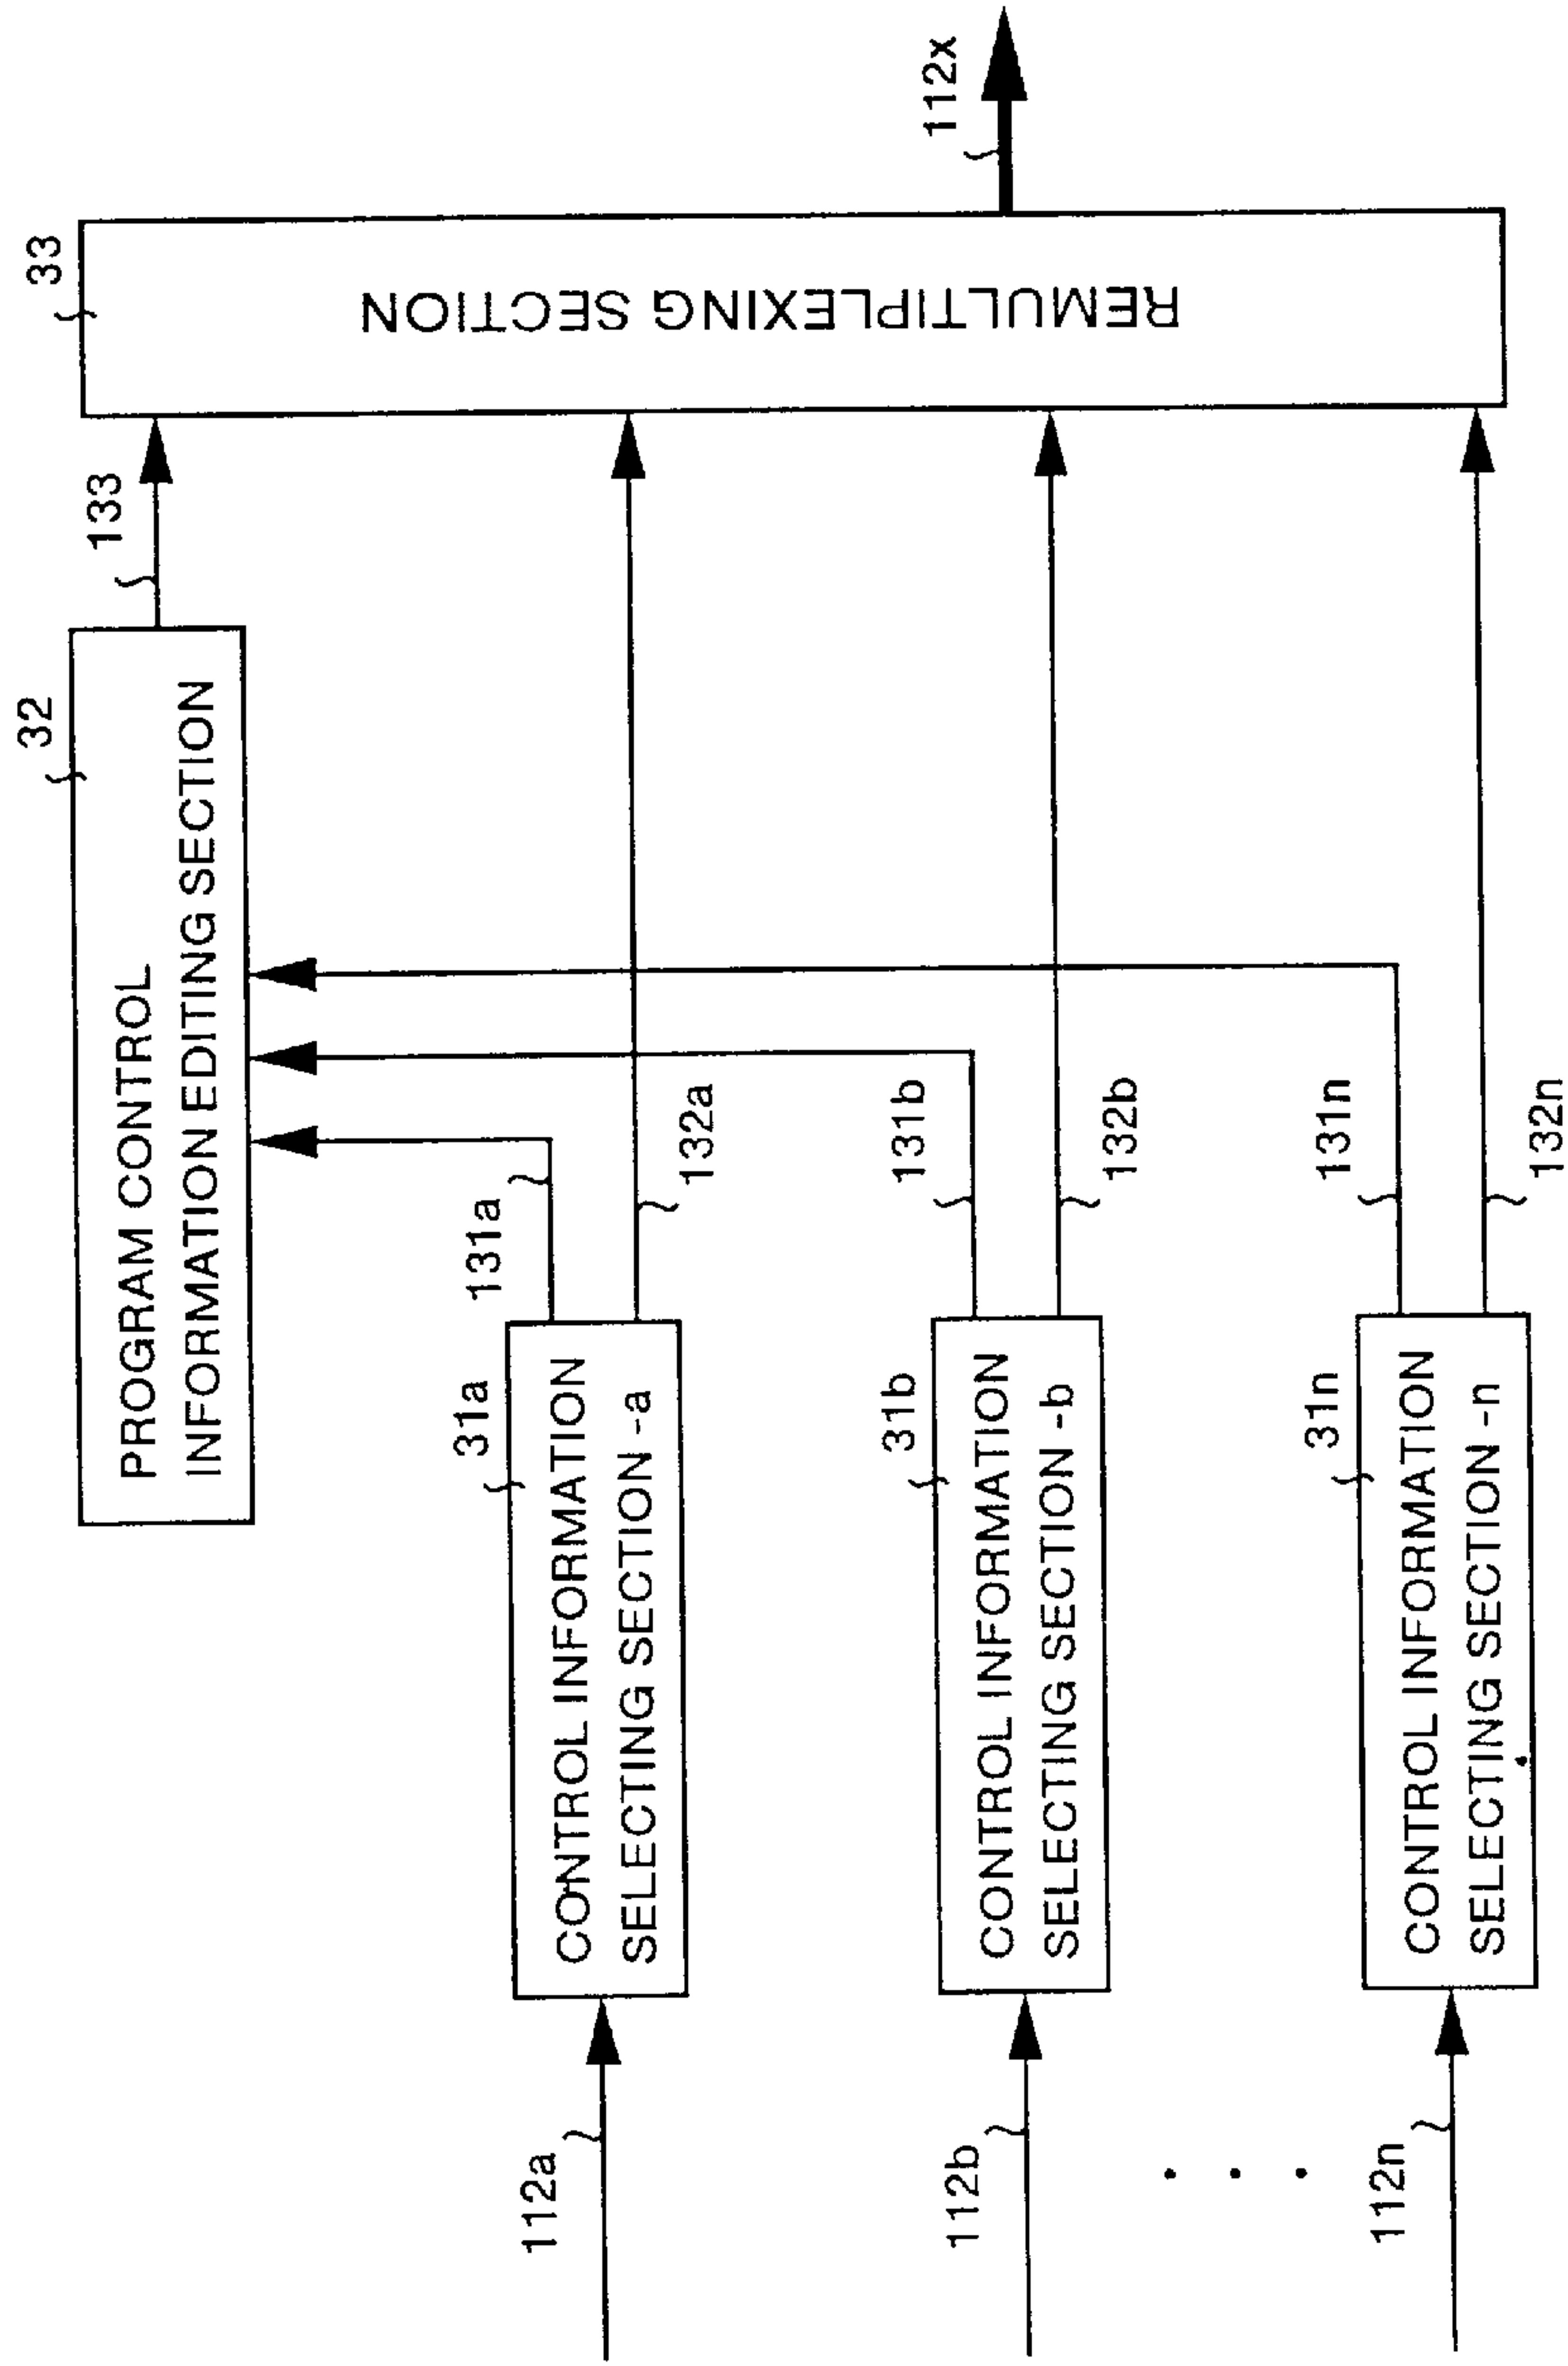 32
PROGRAM CONTROL
INFORMATION EDITING SECTION
133
33
REMULTIPLEXING SECTION
112x
112a
31a
CONTROL INFORMATION
SELECTING SECTION -a
131a
132a
112b
31b
CONTROL INFORMATION
SELECTING SECTION -b
131b
132b
. . .
112n
31n
CONTROL INFORMATION
SELECTING SECTION -n
131n
132n